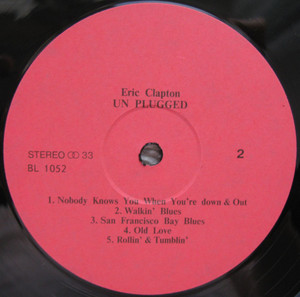 Eric Clapton
UN PLUGGED
STEREO OD 33
2
BL 1052
1. Nobody Knows You When You're down & Out
2. Walkin' Blues
3. San Francisco Bay Blues
4. Old Love
5. Rollin' & Tumblin'